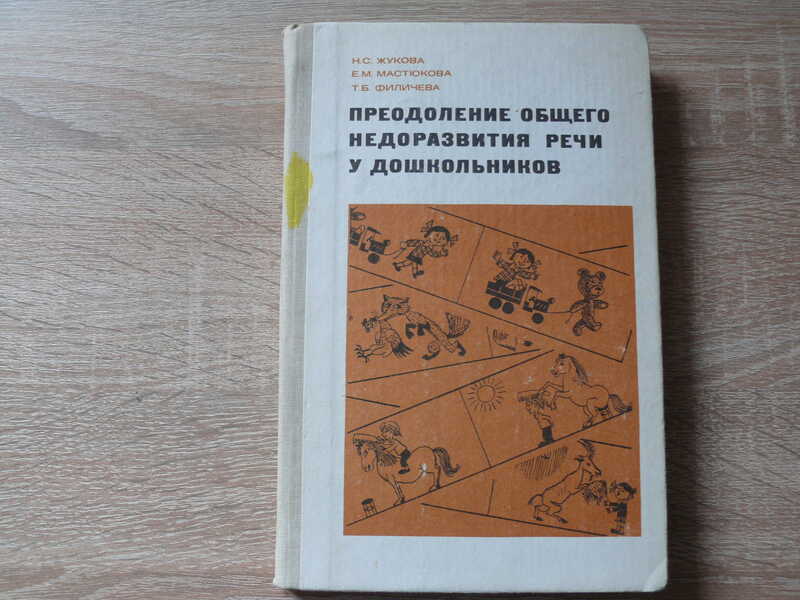 Н.С. ЖУКОВА
Е.М. МАСТЮКОВА
Т.Б. ФИЛИЧЕВА
ПРЕОДОЛЕНИЕ ОБЩЕГО
НЕДОРАЗВИТИЯ РЕЧИ
У ДОШКОЛЬНИКОВ